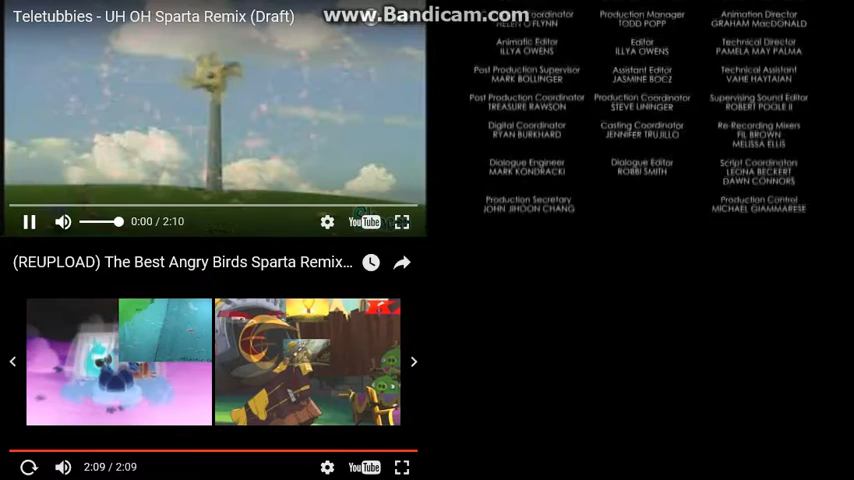 Teletubbies - UH OH Sparta Remix (Draft)
www.Bandicam.com
0:00 / 2:10
YouTube
(REUPLOAD) The Best Angry Birds Sparta Remix...
2:09 / 2:09
YouTube
HELEN O'FLYNN
Production Manager
TODD POPP
Animation Director
GRAHAM MacDONALD
Animatic Editor
ILLYA OWENS
Editor
ILLYA OWENS
Technical Director
PAMELA MAY PALMA
Post Production Supervisor
MARK BOLLINGER
Assistant Editor
JASMINE BOCZ
Technical Assistant
VAHE HAYTAIAN
Post Production Coordinator
TREASURE RAWSON
Production Coordinator
STEVE LININGER
Supervising Sound Editor
ROBERT POOLE II
Digital Coordinator
RYAN BURKHARD
Casting Coordinator
JENNIFER TRUJILLO
Re-Recording Mixers
FIL BROWN
MELISSA ELLIS
Dialogue Engineer
MARK KONDRACKI
Dialogue Editor
ROBBI SMITH
Script Coordinators
LEONA BECKERT
DAWN CONNORS
Production Secretary
JOHN JIHOON CHANG
Production Control
MICHAEL GIAMMARESE